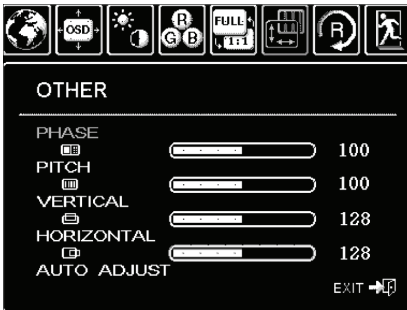 OSD
R
G B
FULL
1:1
R
OTHER
PHASE
100
PITCH
100
VERTICAL
128
HORIZONTAL
128
AUTO ADJUST
EXIT